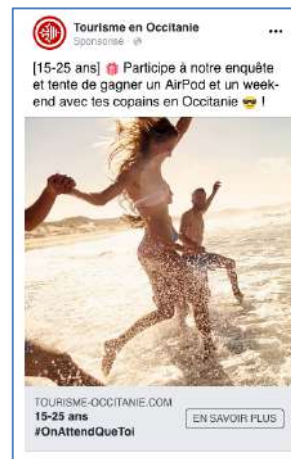 Tourisme en Occitanie
Sponsorisé
[15-25 ans] 🎁 Participe à notre enquête
et tente de gagner un AirPod et un week-
end avec tes copains en Occitanie 😎 !
TOURISME-OCCITANIE.COM
15-25 ans
#OnAttendQueToi
EN SAVOIR PLUS